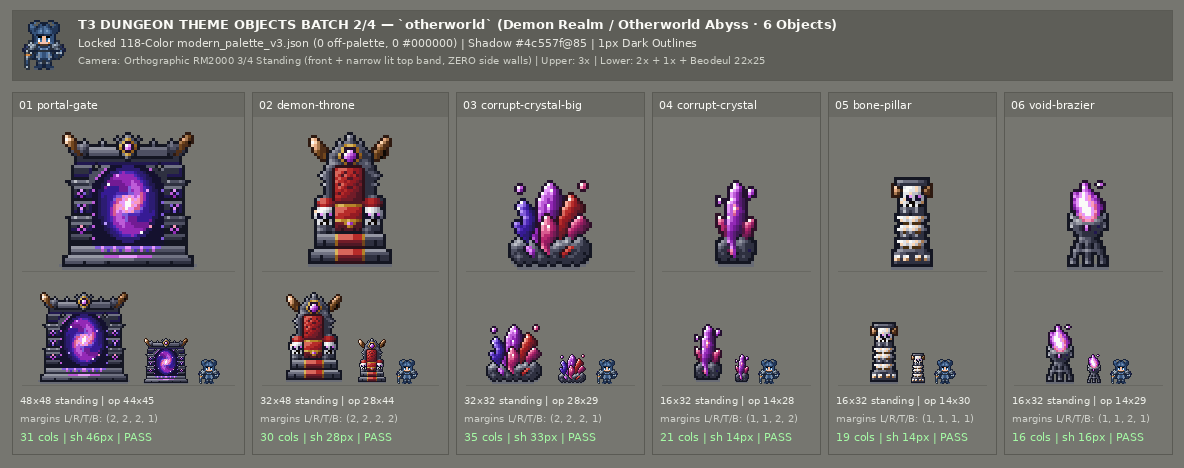 T3 DUNGEON THEME OBJECTS BATCH 2/4 — `otherworld` (Demon Realm / Otherworld Abyss · 6 Objects)
Locked 118-Color modern_palette_v3.json (0 off-palette, 0 #000000) | Shadow #4c557f@85 | 1px Dark Outlines
Camera: Orthographic RM2000 3/4 Standing (front + narrow lit top band, ZERO side walls) | Upper: 3x | Lower: 2x + 1x + Beodeul 22x25
01 portal-gate
02 demon-throne
03 corrupt-crystal-big
04 corrupt-crystal
05 bone-pillar
06 void-brazier
48x48 standing | op 44x45
margins L/R/T/B: (2, 2, 2, 1)
31 cols | sh 46px | PASS
32x48 standing | op 28x44
margins L/R/T/B: (2, 2, 2, 2)
30 cols | sh 28px | PASS
32x32 standing | op 28x29
margins L/R/T/B: (2, 2, 2, 1)
35 cols | sh 33px | PASS
16x32 standing | op 14x28
margins L/R/T/B: (1, 1, 2, 2)
21 cols | sh 14px | PASS
16x32 standing | op 14x30
margins L/R/T/B: (1, 1, 1, 1)
19 cols | sh 14px | PASS
16x32 standing | op 14x29
margins L/R/T/B: (1, 1, 2, 1)
16 cols | sh 16px | PASS